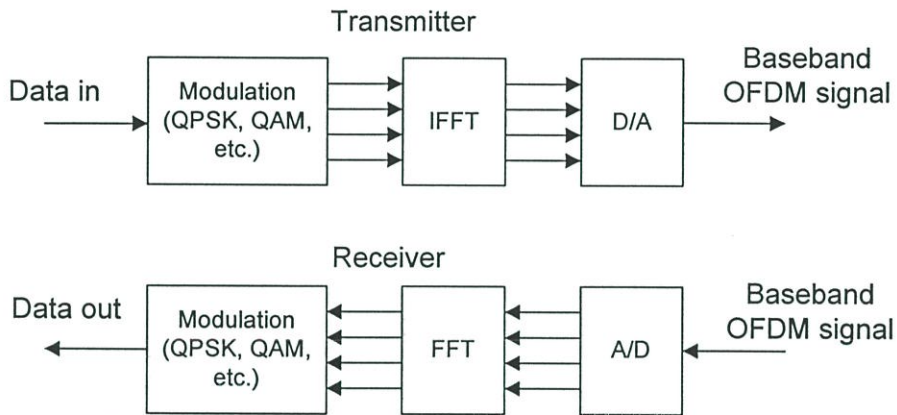 Transmitter
Data in
Modulation
(QPSK, QAM,
etc.)
IFFT
D/A
Baseband
OFDM signal
Receiver
Data out
Modulation
(QPSK, QAM,
etc.)
FFT
A/D
Baseband
OFDM signal